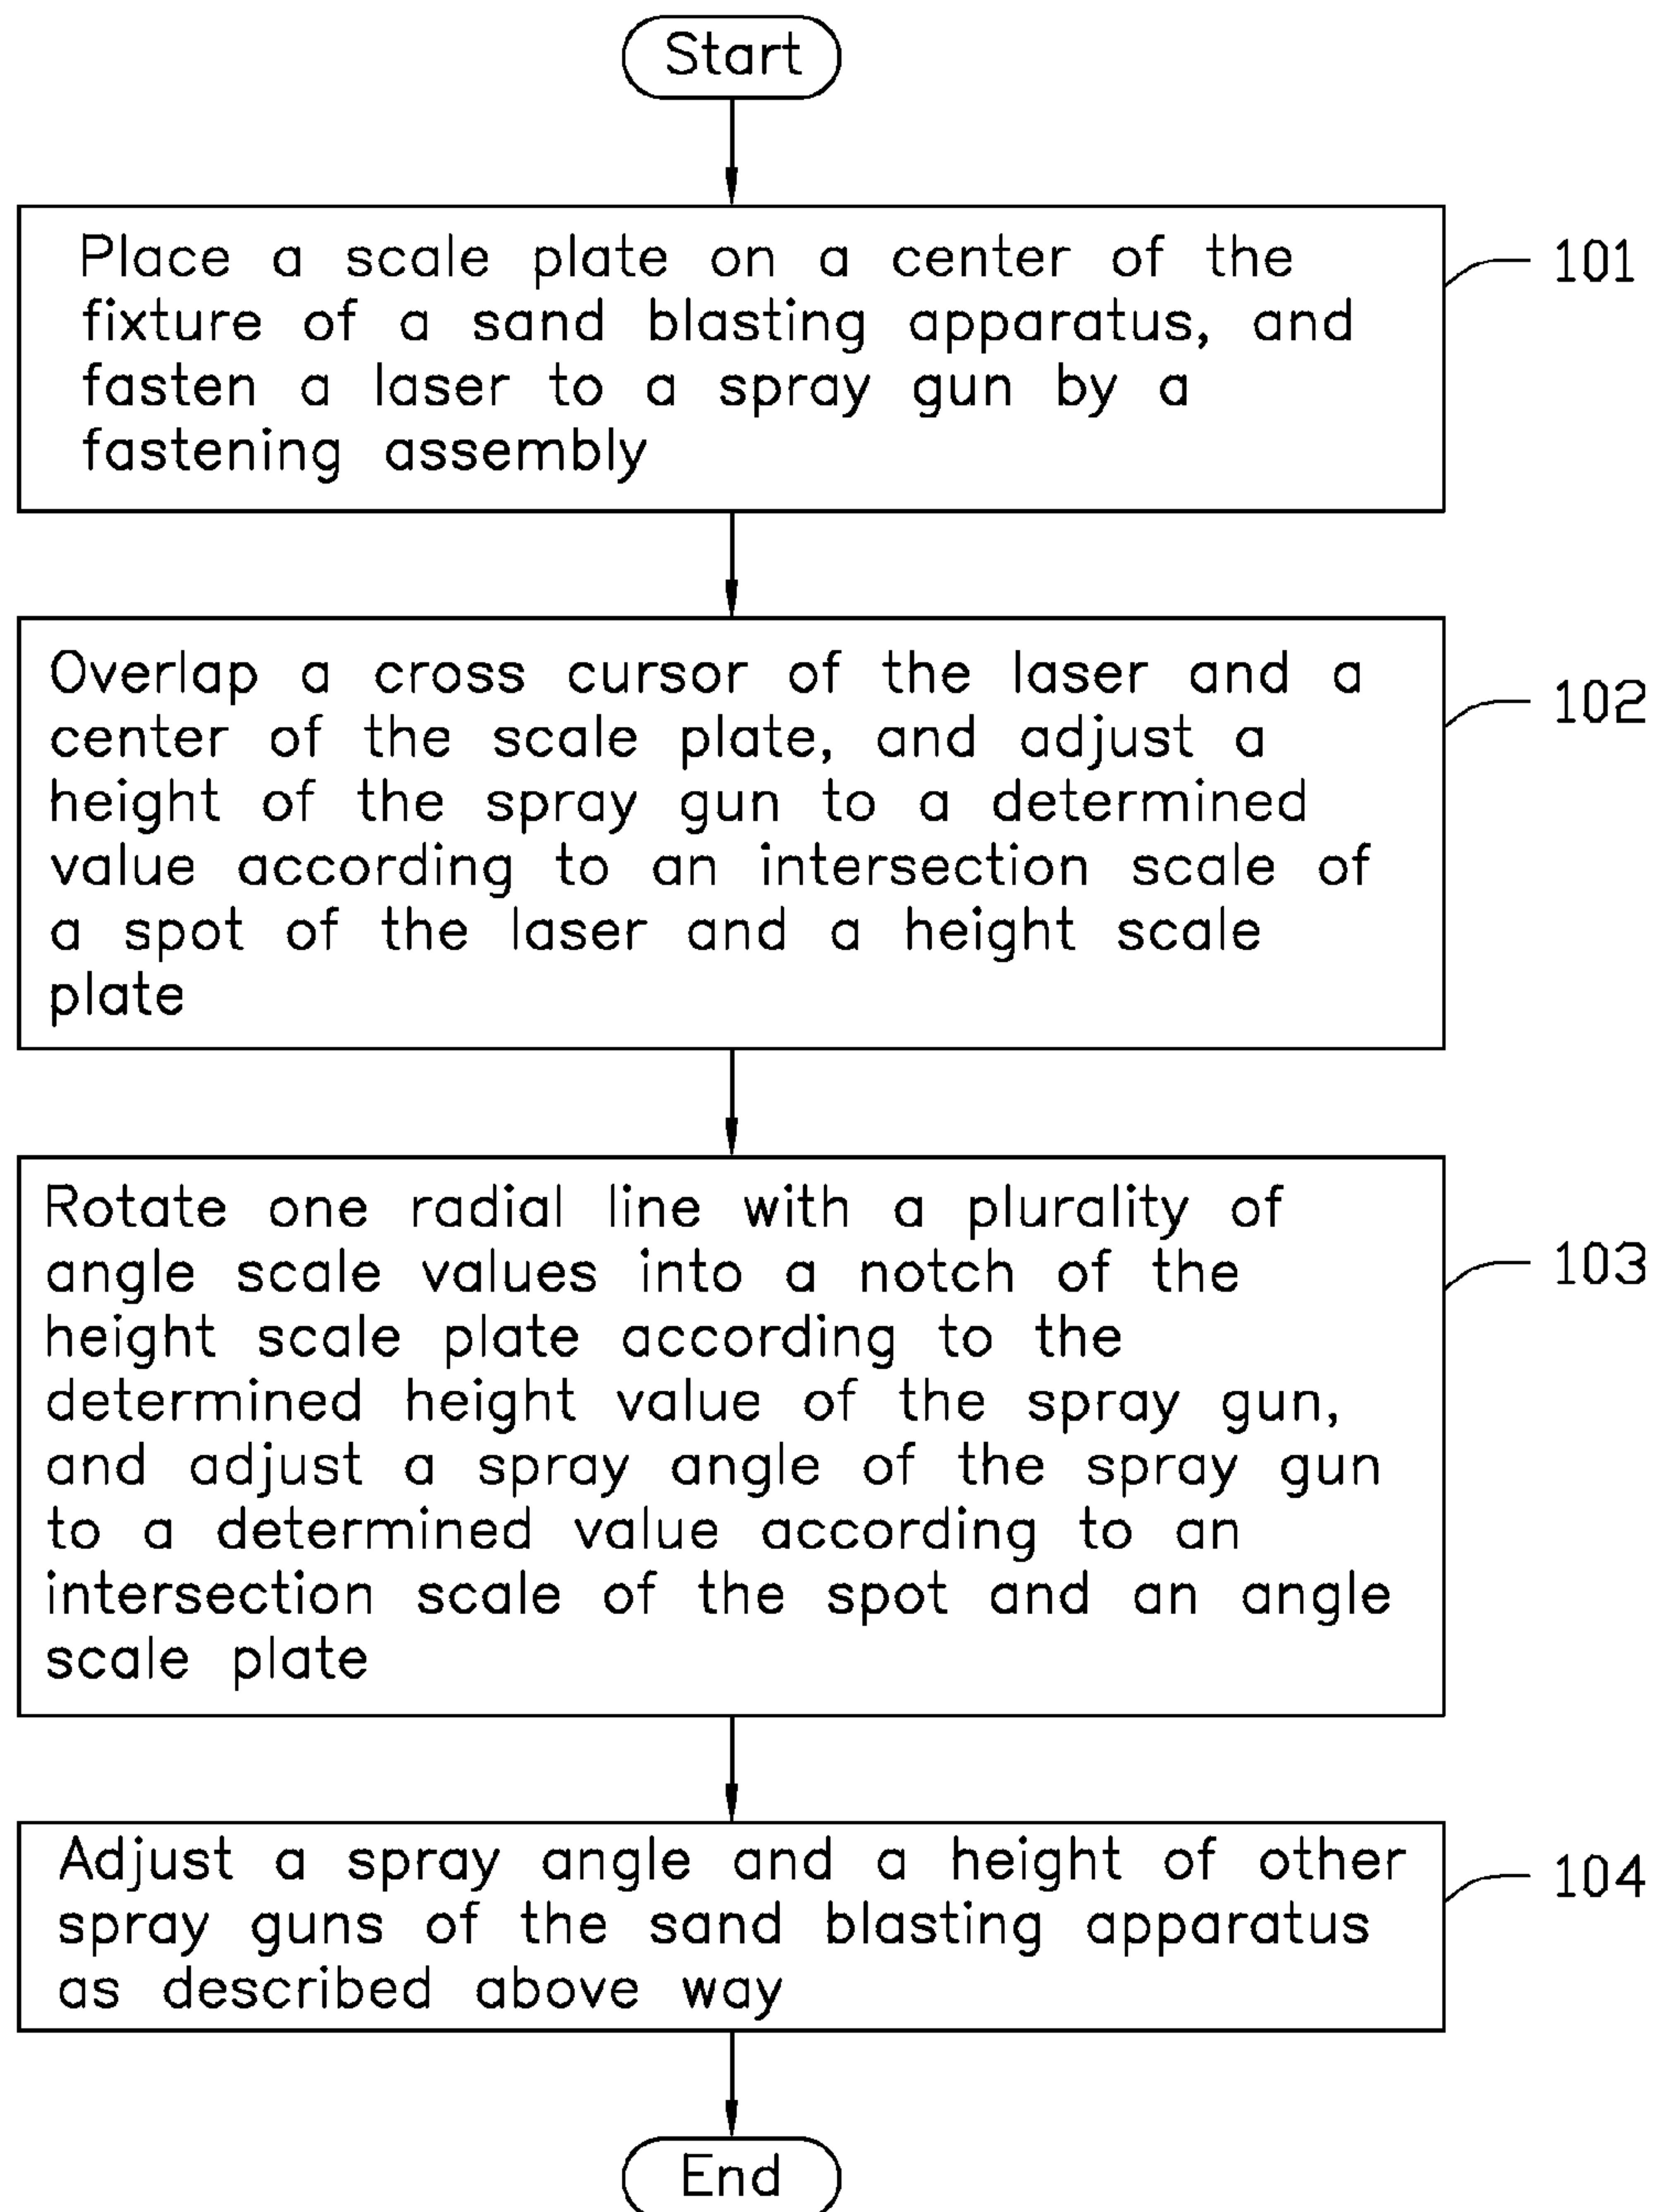 Start
Place a scale plate on a center of the
fixture of a sand blasting apparatus, and
fasten a laser to a spray gun by a
fastening assembly
101
Overlap a cross cursor of the laser and a
center of the scale plate, and adjust a
height of the spray gun to a determined
value according to an intersection scale of
a spot of the laser and a height scale
plate
102
Rotate one radial line with a plurality of
angle scale values into a notch of the
height scale plate according to the
determined height value of the spray gun,
and adjust a spray angle of the spray gun
to a determined value according to an
intersection scale of the spot and an angle
scale plate
103
Adjust a spray angle and a height of other
spray guns of the sand blasting apparatus
as described above way
104
End